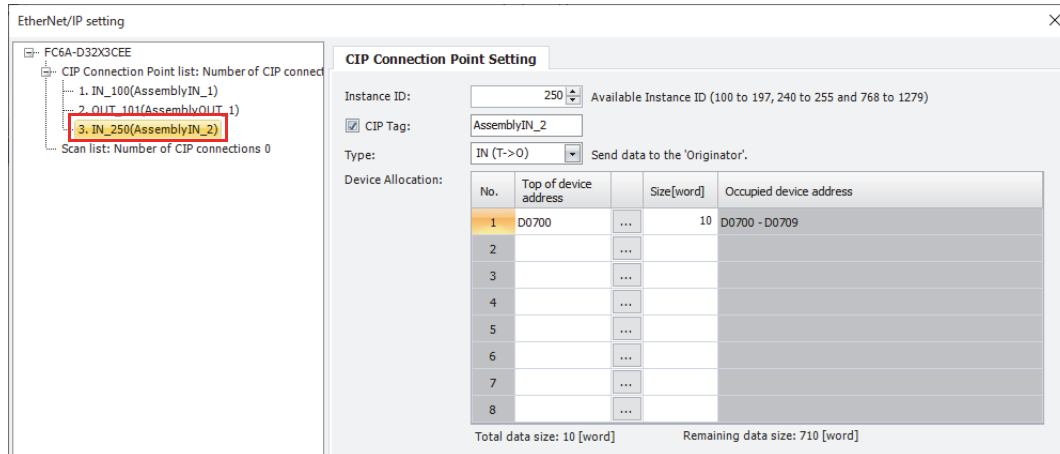 EtherNet/IP setting
FC6A-D32X3CEE
CIP Connection Point list: Number of CIP connect
1. IN_100(AssemblyIN_1)
2. OUT_101(AssemblyOUT_1)
3. IN_250(AssemblyIN_2)
Scan list: Number of CIP connections 0
CIP Connection Point Setting
Instance ID: 250 Available Instance ID (100 to 197, 240 to 255 and 768 to 1279)
CIP Tag: AssemblyIN_2
Type: IN (T->O) Send data to the 'Originator'.
Device Allocation:
No. Top of device address Size[word] Occupied device address
1 D0700 ... 10 D0700 - D0709
2 ...
3 ...
4 ...
5 ...
6 ...
7 ...
8 ...
Total data size: 10 [word] Remaining data size: 710 [word]